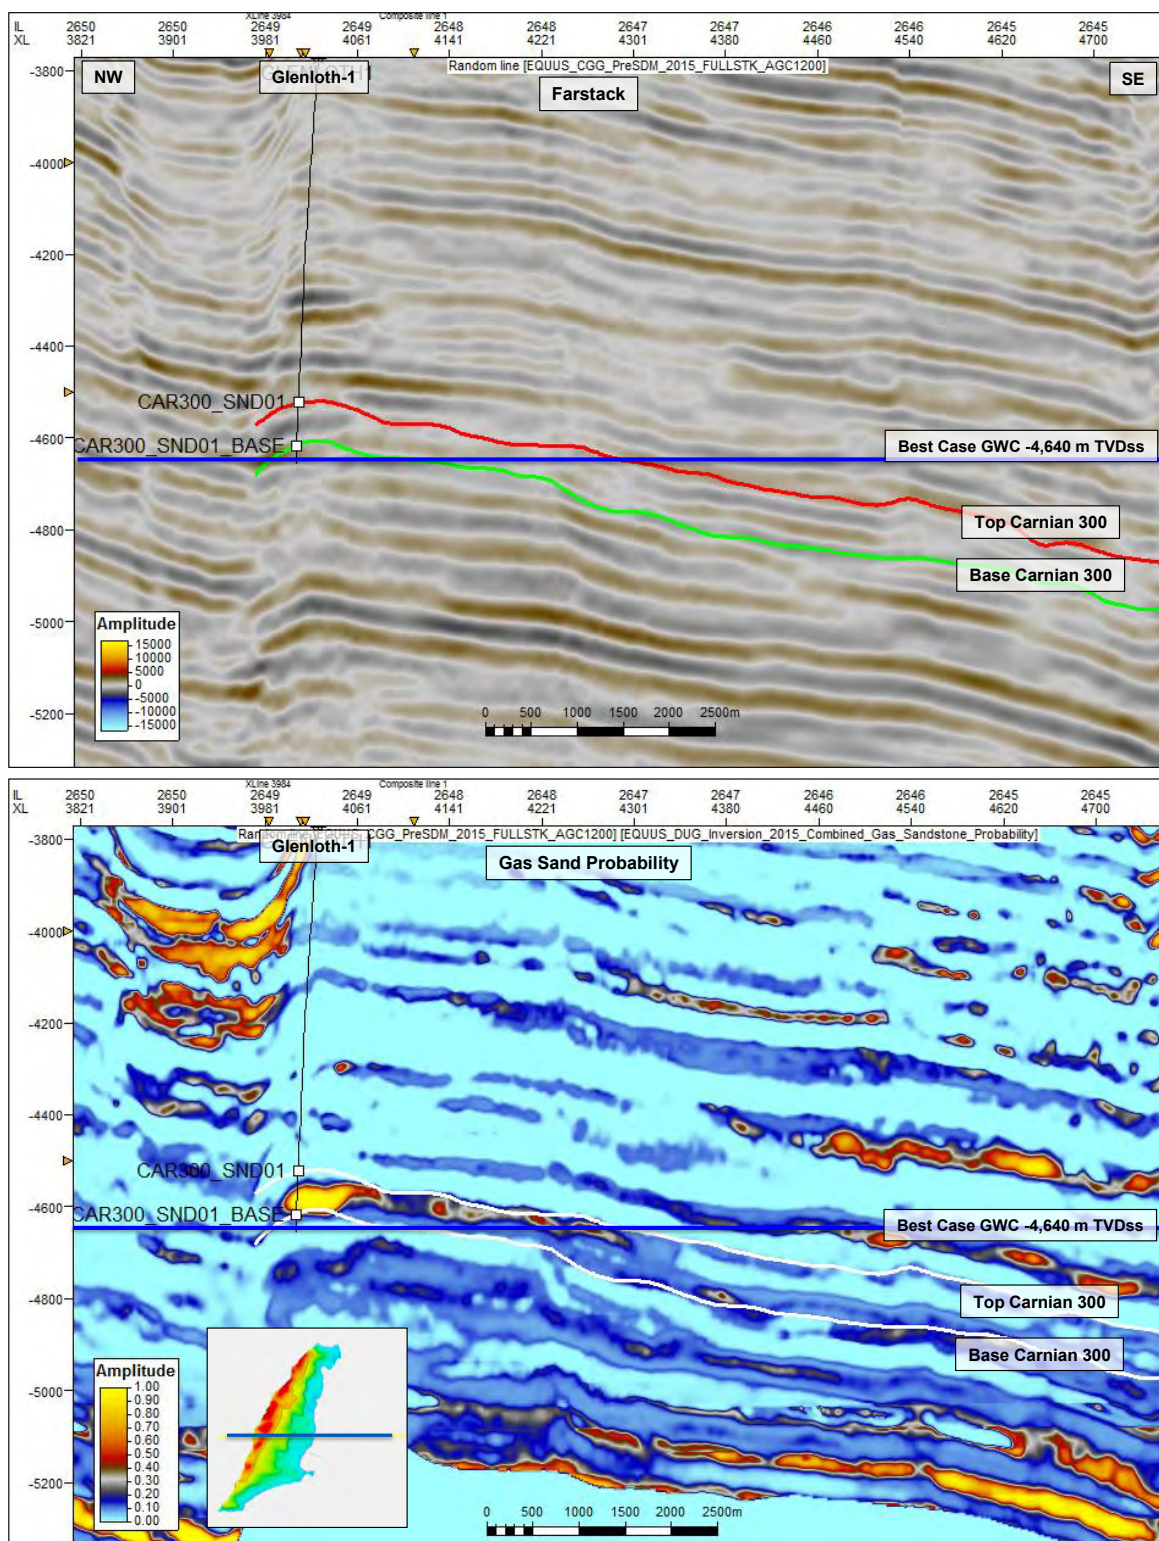 XLine 3984 Composite line 1
IL 2650 2650 2649 2649 2648 2648 2647 2647 2646 2646 2645 2645
XL 3821 3901 3981 4061 4141 4221 4301 4380 4460 4540 4620 4700
Random line [EQUUS_CGG_PreSDM_2015_FULLSTK_AGC1200]
NW Glenloth-1 Farstack SE
-3800
-4000
-4200
-4400
CAR300_SND01
-4600
CAR300_SND01_BASE
Best Case GWC -4,640 m TVDss
Top Carnian 300
-4800
Base Carnian 300
-5000
Amplitude
15000
10000
5000
0
-5000
-10000
-15000
-5200
0 500 1000 1500 2000 2500m
XLine 3984 Composite line 1
IL 2650 2650 2649 2649 2648 2648 2647 2647 2646 2646 2645 2645
XL 3821 3901 3981 4061 4141 4221 4301 4380 4460 4540 4620 4700
CGG_PreSDM_2015_FULLSTK_AGC1200] [EQUUS_DUG_Inversion_2015_Combined_Gas_Sandstone_Probability]
Glenloth-1 Gas Sand Probability
-3800
-4000
-4200
-4400
CAR300_SND01
-4600
CAR300_SND01_BASE
Best Case GWC -4,640 m TVDss
-4800
Top Carnian 300
Base Carnian 300
-5000
Amplitude
1.00
0.90
0.80
0.70
0.60
0.50
0.40
0.30
0.20
0.10
0.00
-5200
0 500 1000 1500 2000 2500m